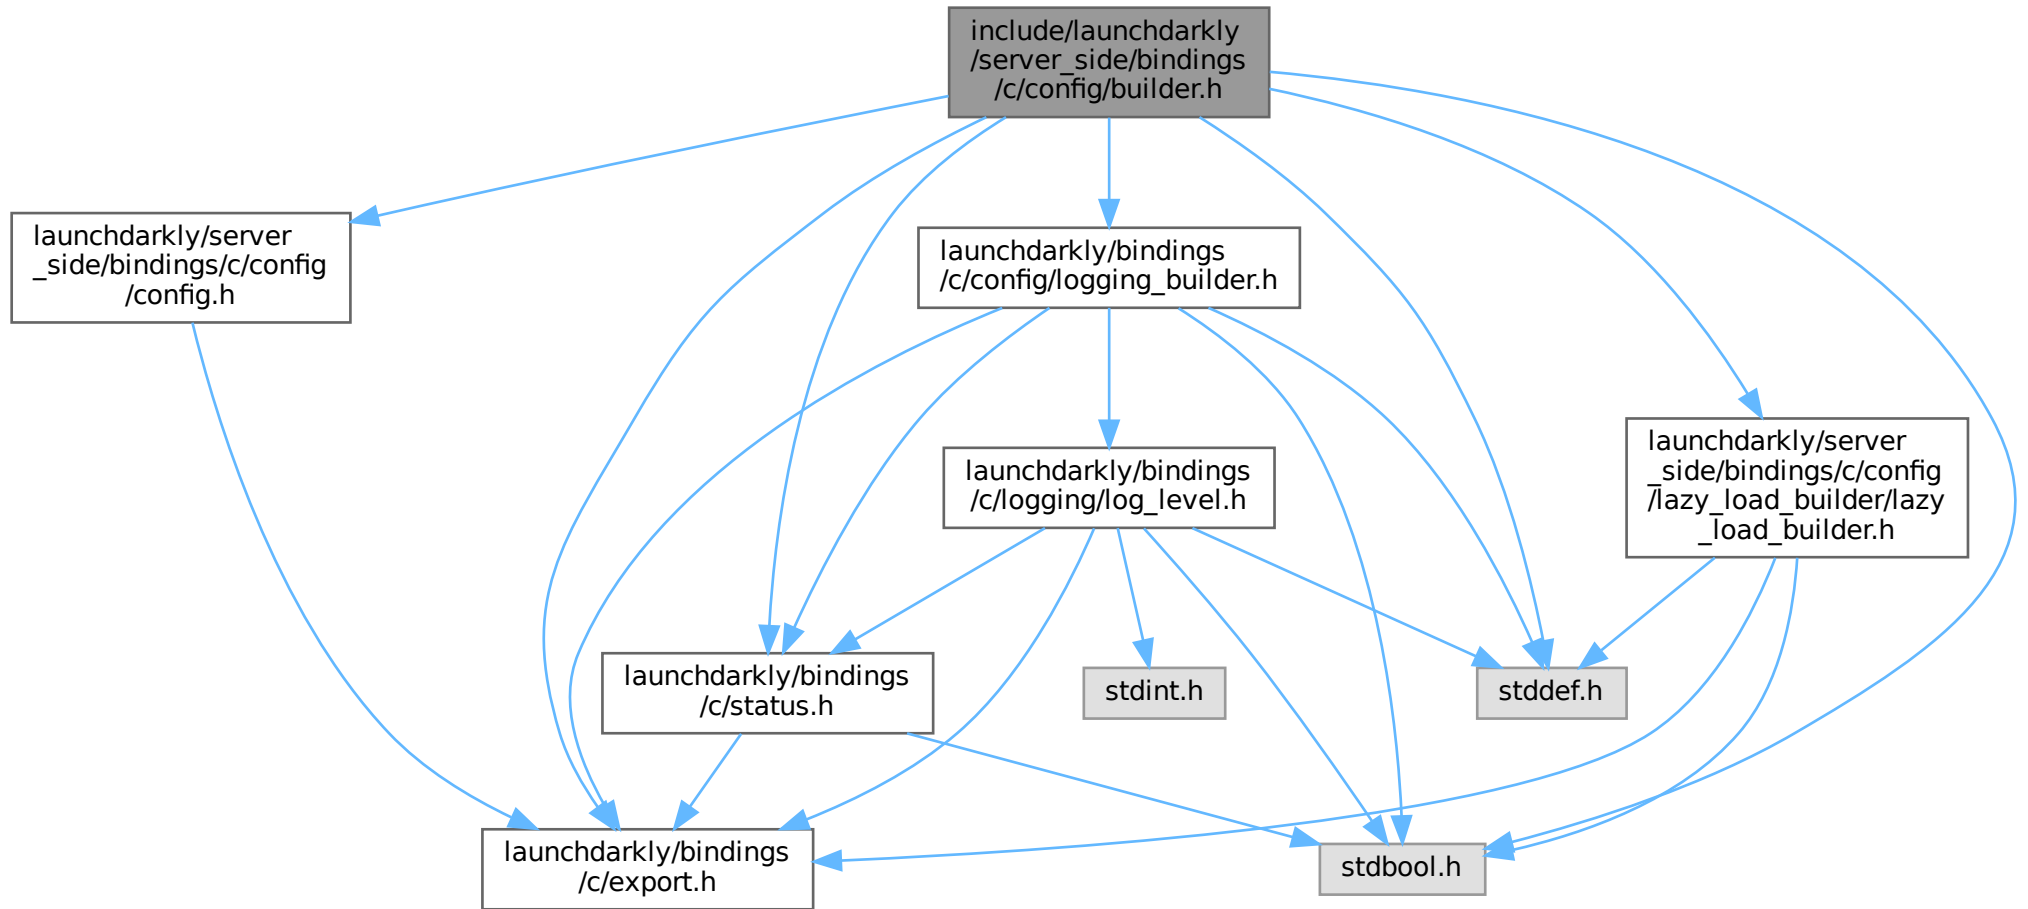 include/launchdarkly
/server_side/bindings
/c/config/builder.h
launchdarkly/server
_side/bindings/c/config
/config.h
launchdarkly/bindings
/c/config/logging_builder.h
launchdarkly/bindings
/c/logging/log_level.h
launchdarkly/server
_side/bindings/c/config
/lazy_load_builder/lazy
_load_builder.h
launchdarkly/bindings
/c/status.h
stdint.h
stddef.h
launchdarkly/bindings
/c/export.h
stdbool.h